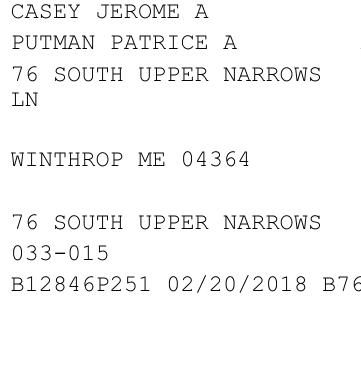 CASEY JEROME A
PUTMAN PATRICE A
76 SOUTH UPPER NARROWS
LN
WINTHROP ME 04364
76 SOUTH UPPER NARROWS
033-015
B12846P251 02/20/2018 B76